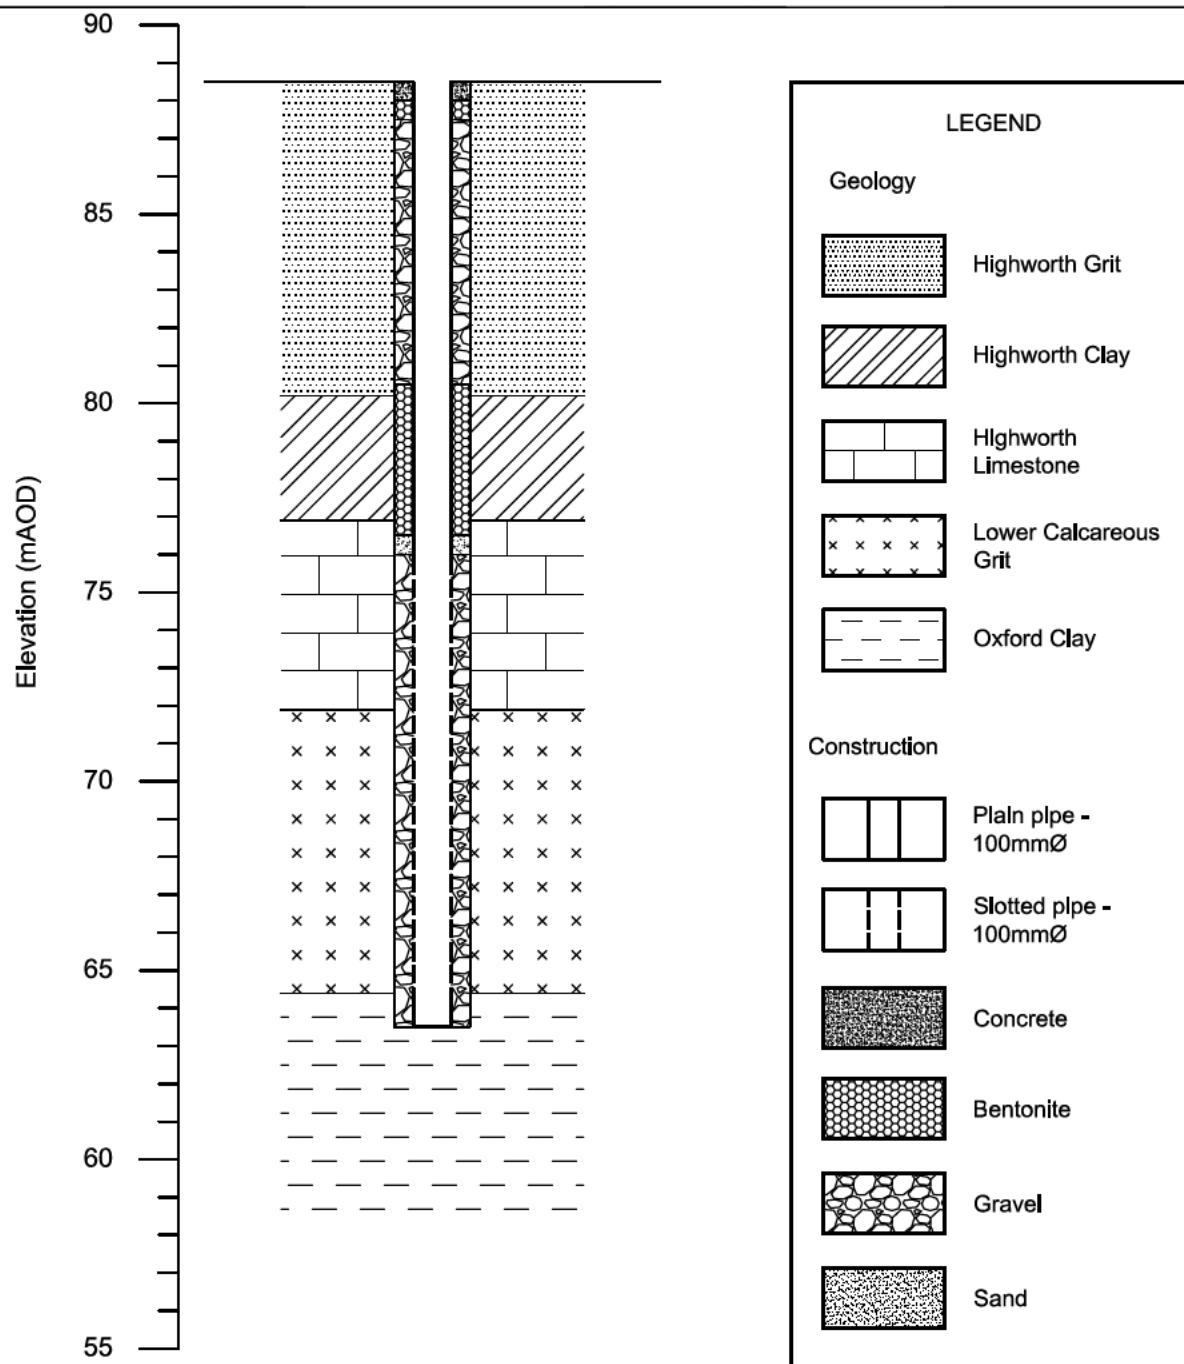 90
85
80
75
70
65
60
55
Elevation (mAOD)
LEGEND
Geology
Highworth Grit
Highworth Clay
HIghworth
Limestone
Lower Calcareous
Grit
Oxford Clay
Construction
Plain pipe -
100mmØ
Slotted pipe -
100mmØ
Concrete
Bentonite
Gravel
Sand